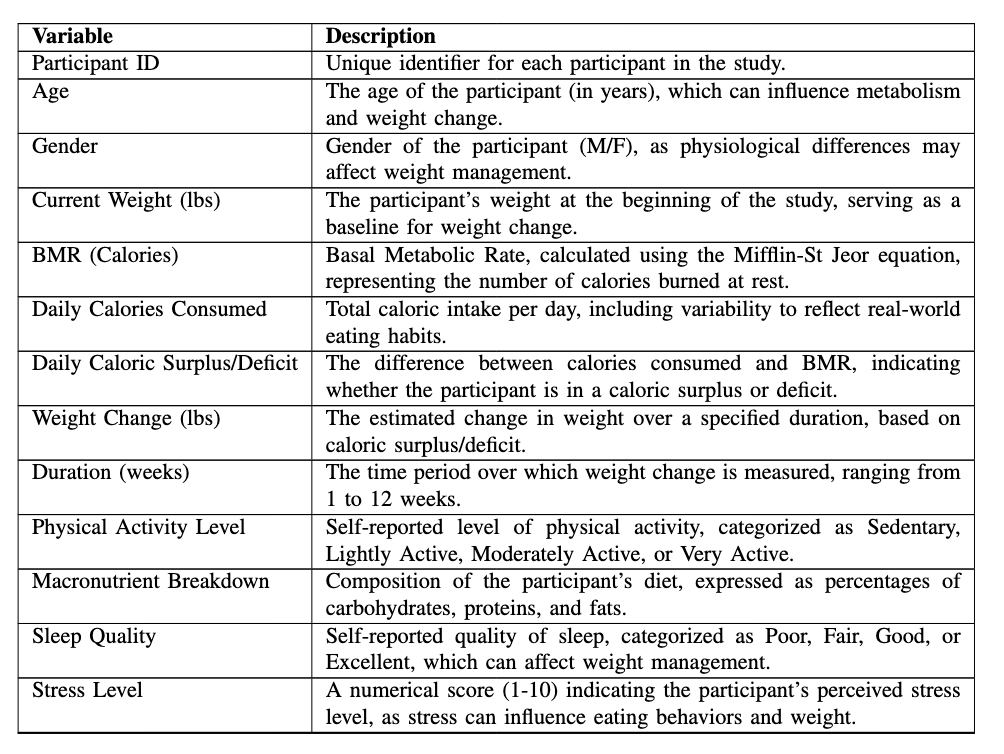 Variable Description
Participant ID Unique identifier for each participant in the study.
Age The age of the participant (in years), which can influence metabolism
and weight change.
Gender Gender of the participant (M/F), as physiological differences may
affect weight management.
Current Weight (lbs) The participant's weight at the beginning of the study, serving as a
baseline for weight change.
BMR (Calories) Basal Metabolic Rate, calculated using the Mifflin-St Jeor equation,
representing the number of calories burned at rest.
Daily Calories Consumed Total caloric intake per day, including variability to reflect real-world
eating habits.
Daily Caloric Surplus/Deficit The difference between calories consumed and BMR, indicating
whether the participant is in a caloric surplus or deficit.
Weight Change (lbs) The estimated change in weight over a specified duration, based on
caloric surplus/deficit.
Duration (weeks) The time period over which weight change is measured, ranging from
1 to 12 weeks.
Physical Activity Level Self-reported level of physical activity, categorized as Sedentary,
Lightly Active, Moderately Active, or Very Active.
Macronutrient Breakdown Composition of the participant's diet, expressed as percentages of
carbohydrates, proteins, and fats.
Sleep Quality Self-reported quality of sleep, categorized as Poor, Fair, Good, or
Excellent, which can affect weight management.
Stress Level A numerical score (1-10) indicating the participant's perceived stress
level, as stress can influence eating behaviors and weight.